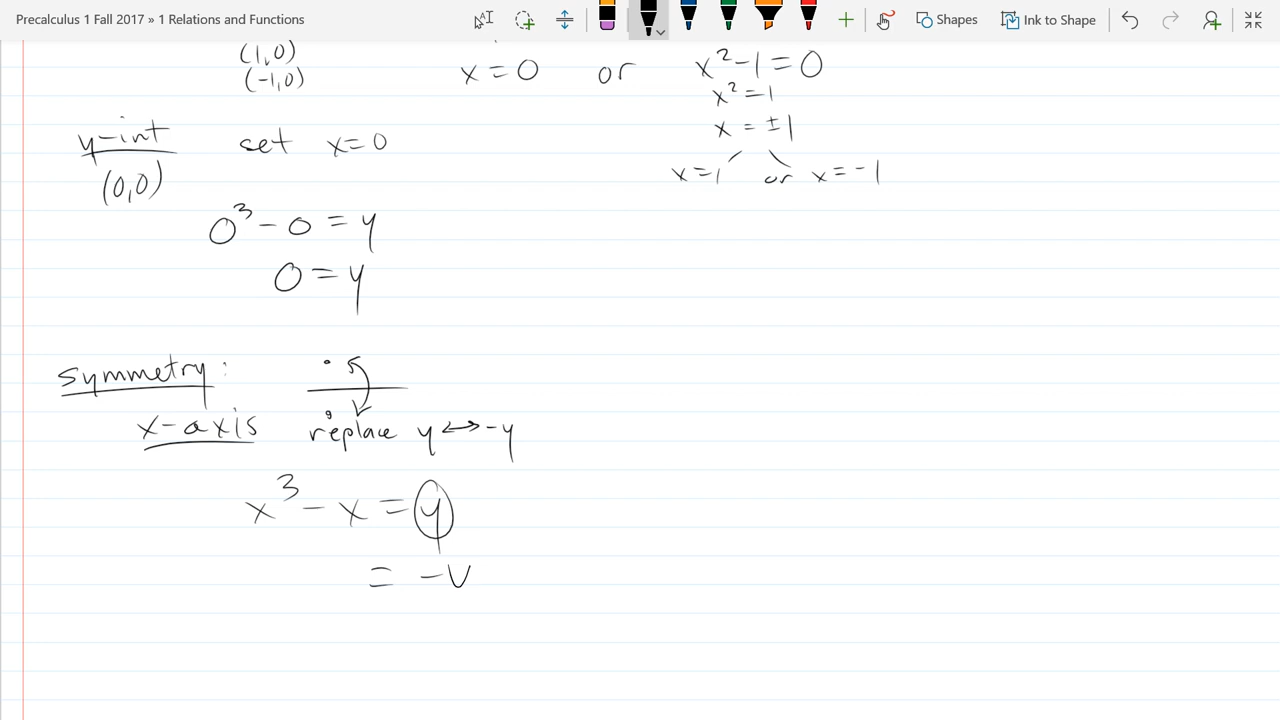 Precalculus 1 Fall 2017 » 1 Relations and Functions
Shapes
Ink to Shape
(1,0)
(-1,0)
x = 0 or x² - 1 = 0
x² = 1
x = ±1
x = 1 or x = -1
y-int set x = 0
(0,0)
0³ - 0 = y
0 = y
symmetry:
x-axis replace y ↔ -y
x³ - x = y
= -v